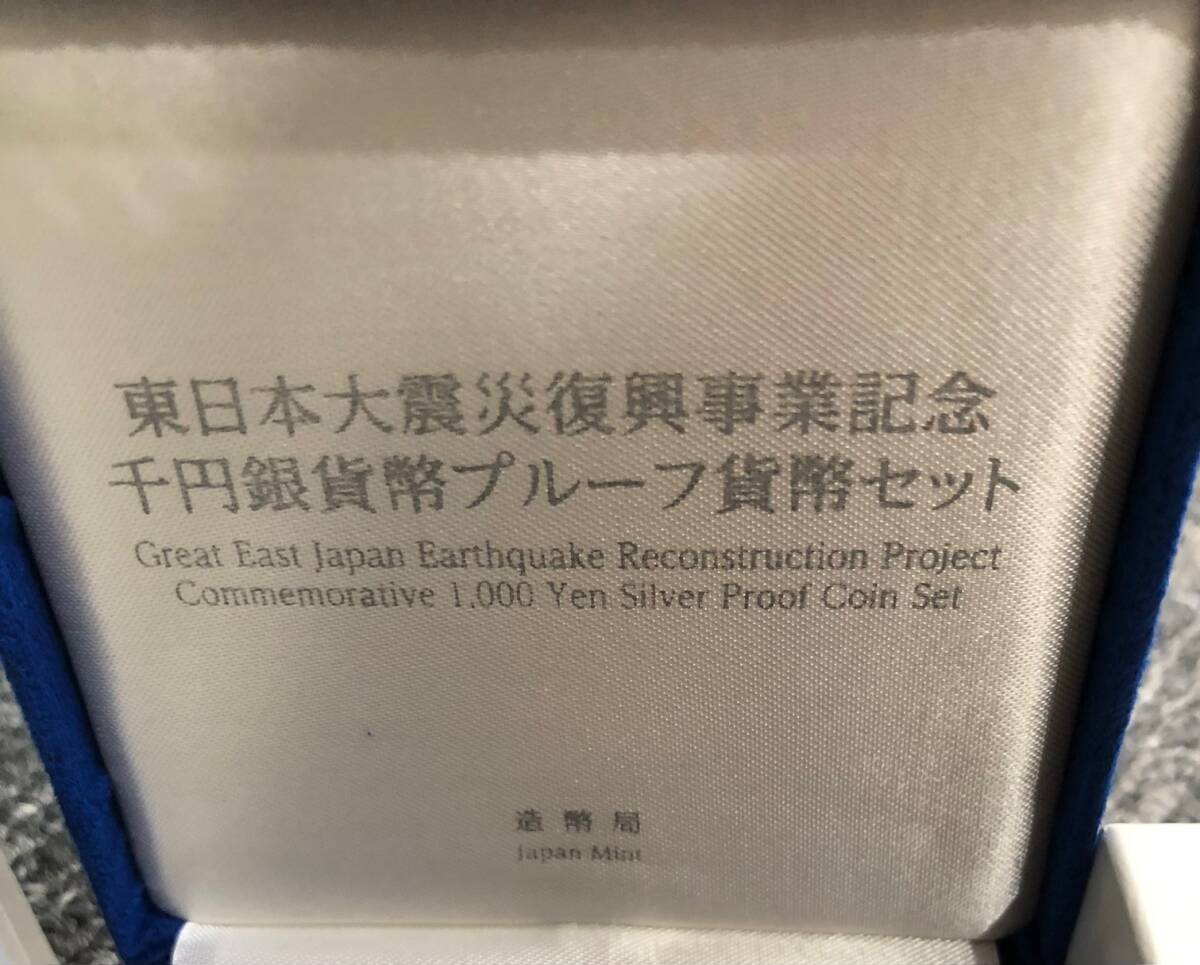 東日本大震災復興事業記念
千円銀貨幣プルーフ貨幣セット
Great East Japan Earthquake Reconstruction Project
Commemorative 1,000 Yen Silver Proof Coin Set
造幣局
Japan Mint